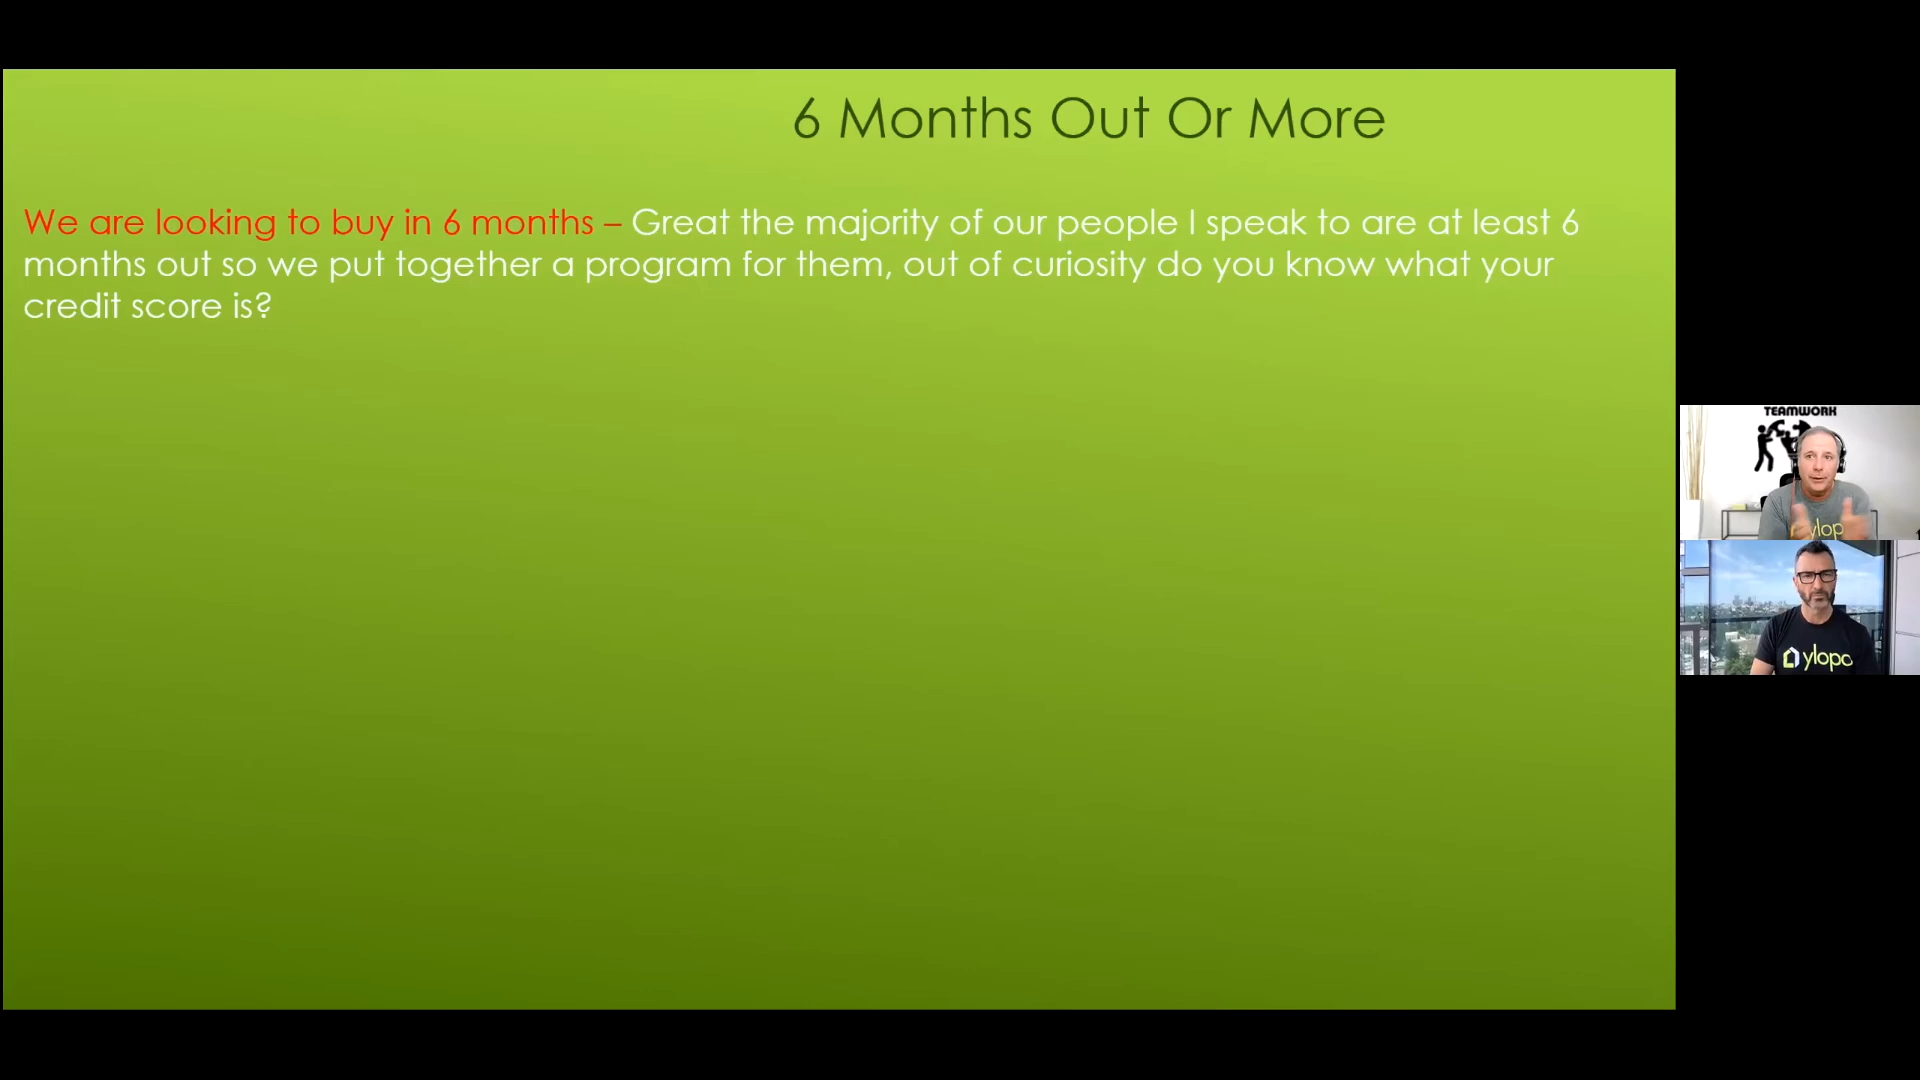 6 Months Out Or More
We are looking to buy in 6 months – Great the majority of our people I speak to are at least 6
months out so we put together a program for them, out of curiosity do you know what your
credit score is?
TEAMWORK
ylopo
ylopo